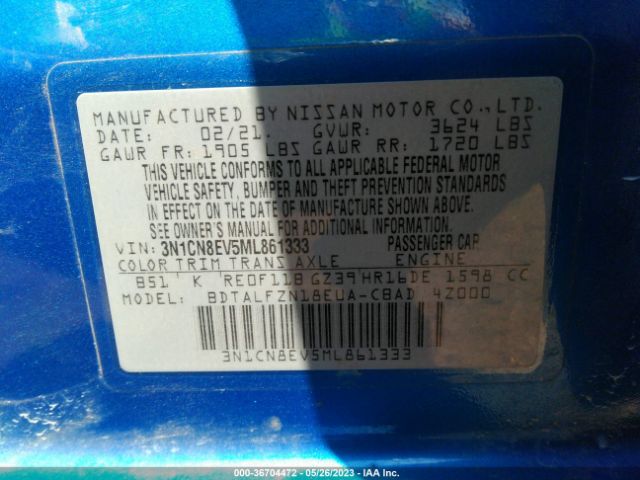 MANUFACTURED BY NISSAN MOTOR CO., LTD.
DATE: 02/21. GVWR: 3624 LBS
GAWR FR: 1905 LBS GAWR RR: 1720 LBS
THIS VEHICLE CONFORMS TO ALL APPLICABLE FEDERAL MOTOR
VEHICLE SAFETY, BUMPER AND THEFT PREVENTION STANDARDS
IN EFFECT ON THE DATE OF MANUFACTURE SHOWN ABOVE.
SEE OWNER'S MANUAL FOR ADDITIONAL INFORMATION.
VIN: 3N1CN8EV5ML861333 PASSENGER CAR
COLOR TRIM TRANS AXLE ENGINE
B51 K RE0F11B GZ39 HR16DE 1598 CC
MODEL: BDTALFZN18EUA-CBAD 4Z000
3N1CN8EV5ML861333
000-36704472 - 05/26/2023 - IAA Inc.